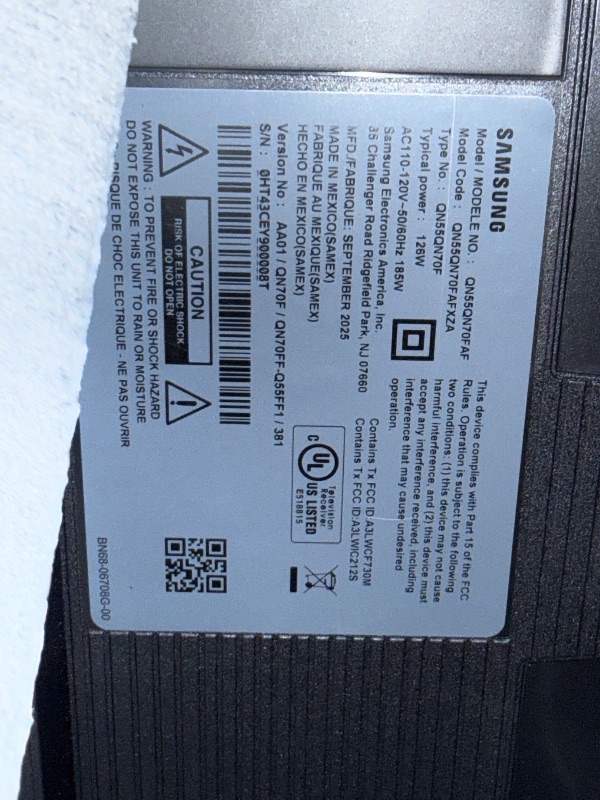 SAMSUNG
Model / MODELE NO. : QN55QN70FAF
Model Code : QN55QN70FAFXZA
Type No. : QN55QN70F
Typical power : 126W
AC110-120V~50/60Hz 185W
Samsung Electronics America, Inc.
85 Challenger Road Ridgefield Park, NJ 07660
MFD./FABRIQUE: SEPTEMBER 2025
MADE IN MEXICO(SAMEX)
FABRIQUE AU MEXIQUE(SAMEX)
HECHO EN MEXICO(SAMEX)
Version No : AA01 / QN70F / QN70FF-Q55FF1 / 381
S/N : 0HT43CEY900008T
This device complies with Part 15 of the FCC
Rules. Operation is subject to the following
two conditions: (1) this device may not cause
harmful interference, and (2) this device must
accept any interference received, including
interference that may cause undesired
operation.
Contains Tx FCC ID:A3LWCF730M
Contains Tx FCC ID:A3LWIC212S
C UL US LISTED
Television
Receiver
E518815
CAUTION
RISK OF ELECTRIC SHOCK
DO NOT OPEN
WARNING : TO PREVENT FIRE OR SHOCK HAZARD
DO NOT EXPOSE THIS UNIT TO RAIN OR MOISTURE
RISQUE DE CHOC ELECTRIQUE - NE PAS OUVRIR
BN68-06708G-00